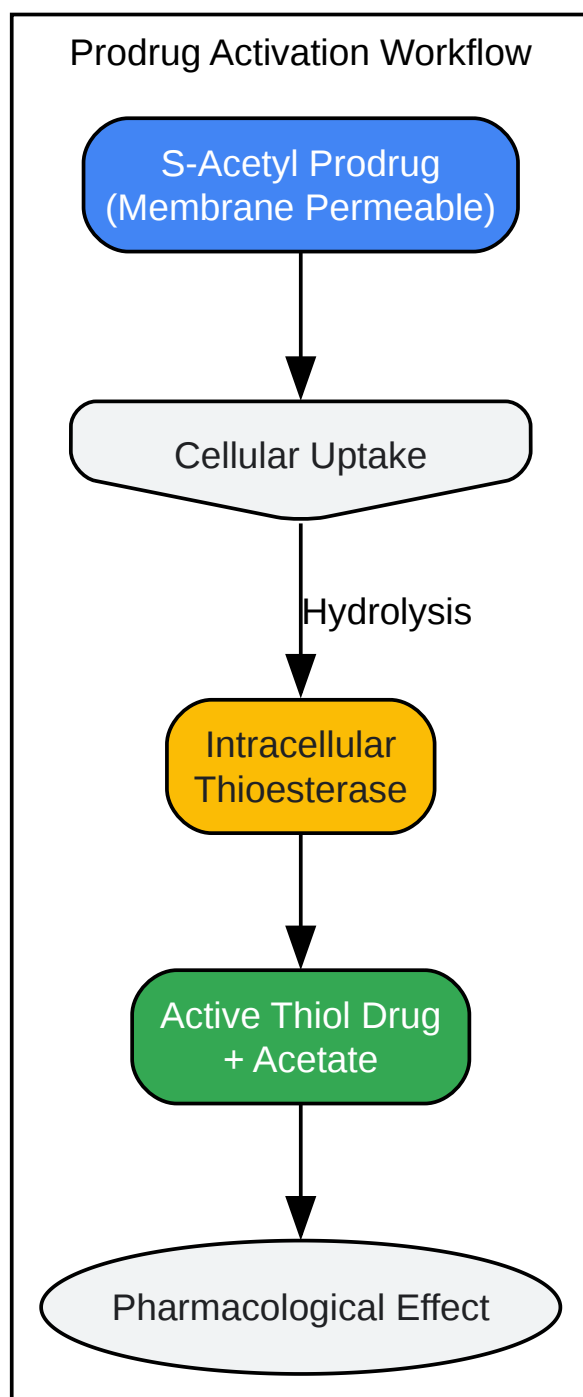 Prodrug Activation Workflow
S-Acetyl Prodrug
(Membrane Permeable)
Cellular Uptake
Hydrolysis
Intracellular
Thioesterase
Active Thiol Drug
+ Acetate
Pharmacological Effect